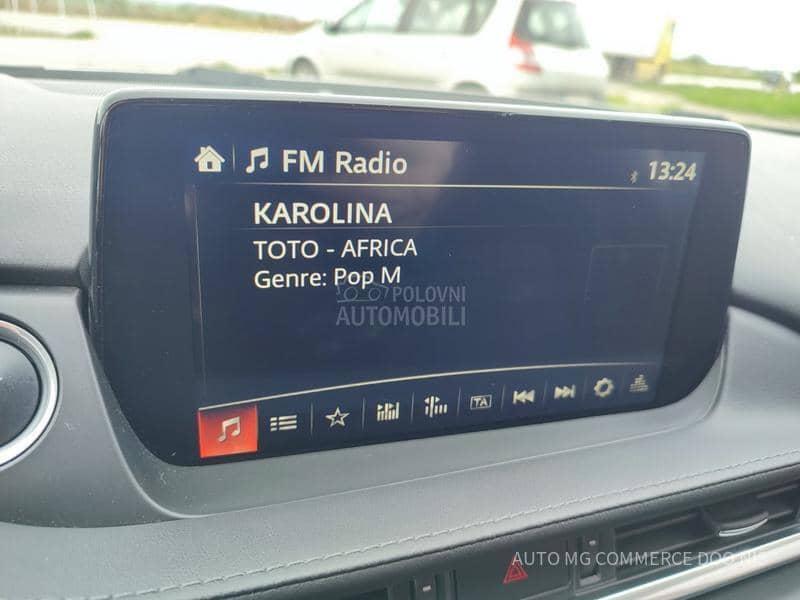 FM Radio
13:24
KAROLINA
TOTO - AFRICA
Genre: Pop M
POLOVNI
AUTOMOBILI
TA
AUTO MG COMMERCE DOO